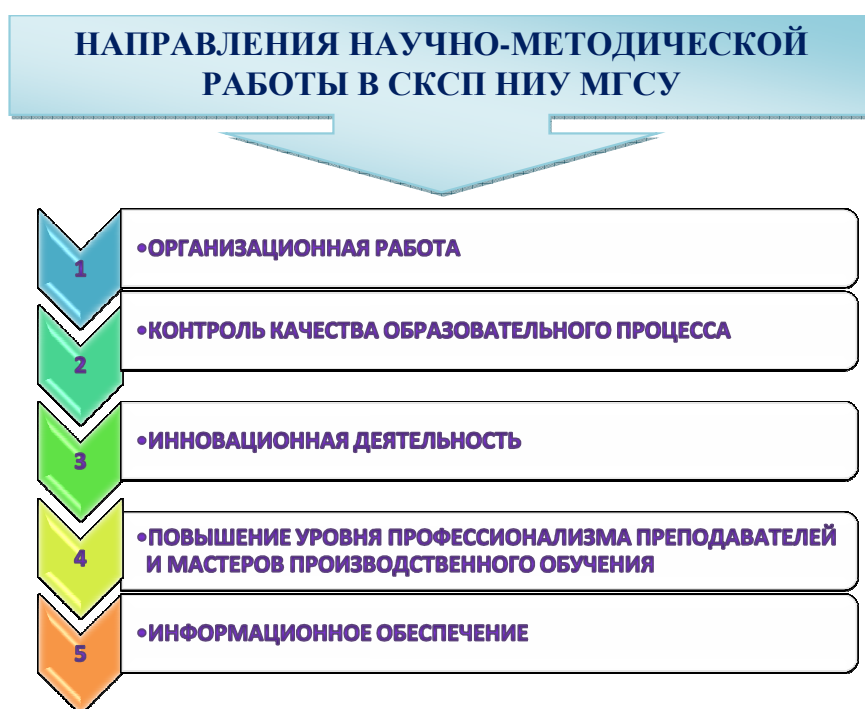 НАПРАВЛЕНИЯ НАУЧНО-МЕТОДИЧЕСКОЙ
РАБОТЫ В СКСП НИУ МГСУ
1
•ОРГАНИЗАЦИОННАЯ РАБОТА
2
•КОНТРОЛЬ КАЧЕСТВА ОБРАЗОВАТЕЛЬНОГО ПРОЦЕССА
3
•ИННОВАЦИОННАЯ ДЕЯТЕЛЬНОСТЬ
4
•ПОВЫШЕНИЕ УРОВНЯ ПРОФЕССИОНАЛИЗМА ПРЕПОДАВАТЕЛЕЙ
И МАСТЕРОВ ПРОИЗВОДСТВЕННОГО ОБУЧЕНИЯ
5
•ИНФОРМАЦИОННОЕ ОБЕСПЕЧЕНИЕ